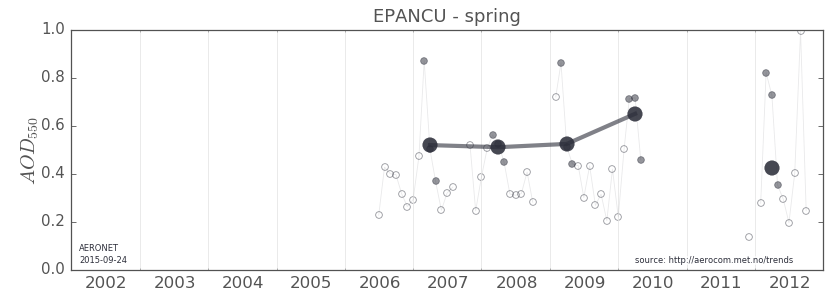 EPANCU - spring
1.0
0.8
0.6
0.4
0.2
0.0
AOD550
AERONET
2015-09-24
source: http://aerocom.met.no/trends
2002 2003 2004 2005 2006 2007 2008 2009 2010 2011 2012